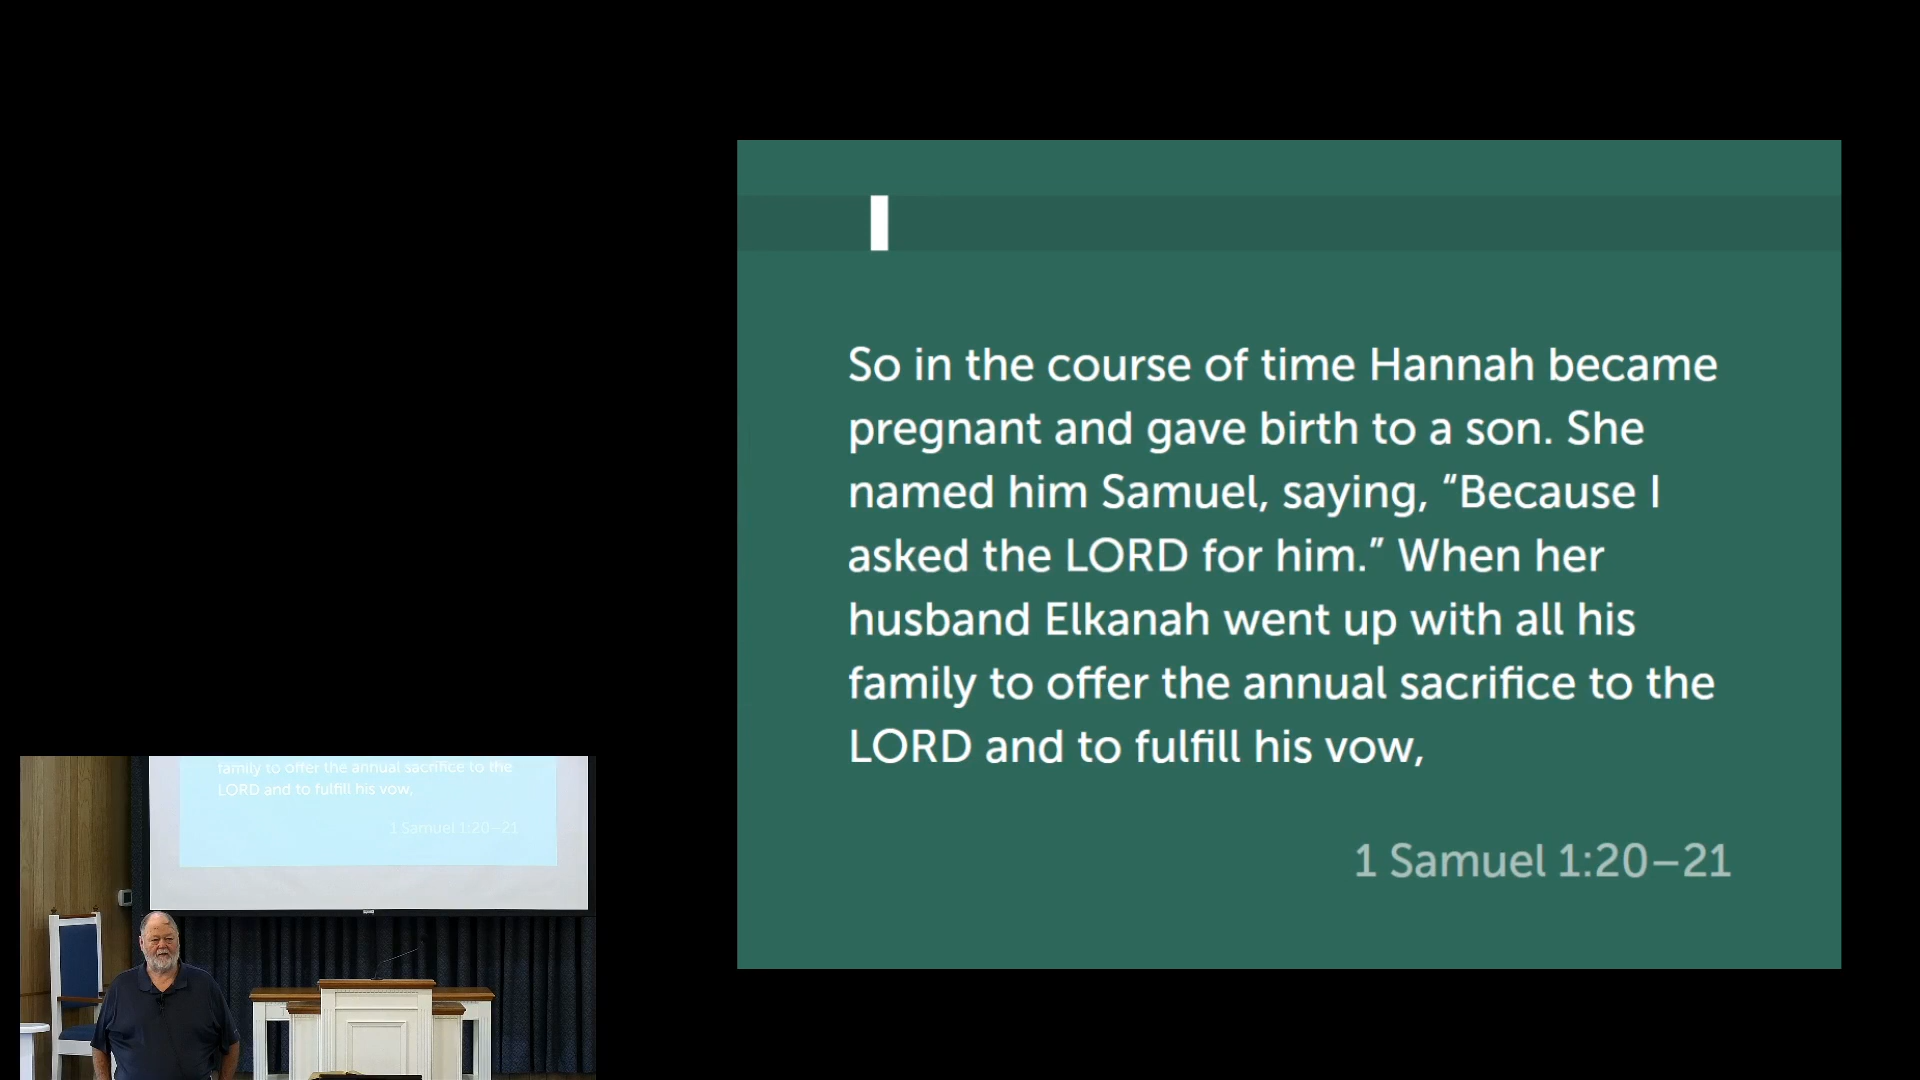 So in the course of time Hannah became
pregnant and gave birth to a son. She
named him Samuel, saying, “Because I
asked the LORD for him.” When her
husband Elkanah went up with all his
family to offer the annual sacrifice to the
LORD and to fulfill his vow,
1 Samuel 1:20–21
family to offer the annual sacrifice to the
LORD and to fulfill his vow,
1 Samuel 1:20–21